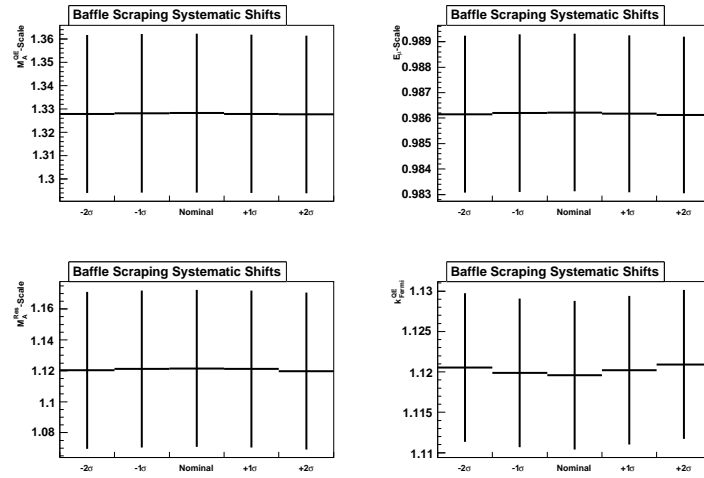 Baffle Scraping Systematic Shifts
M_A^QE-Scale
1.36
1.35
1.34
1.33
1.32
1.31
1.3
-2σ -1σ Nominal +1σ +2σ
Baffle Scraping Systematic Shifts
E_μ-Scale
0.989
0.988
0.987
0.986
0.985
0.984
0.983
-2σ -1σ Nominal +1σ +2σ
Baffle Scraping Systematic Shifts
M_A^Res-Scale
1.16
1.14
1.12
1.1
1.08
-2σ -1σ Nominal +1σ +2σ
Baffle Scraping Systematic Shifts
k_Fermi^QE
1.13
1.125
1.12
1.115
1.11
-2σ -1σ Nominal +1σ +2σ